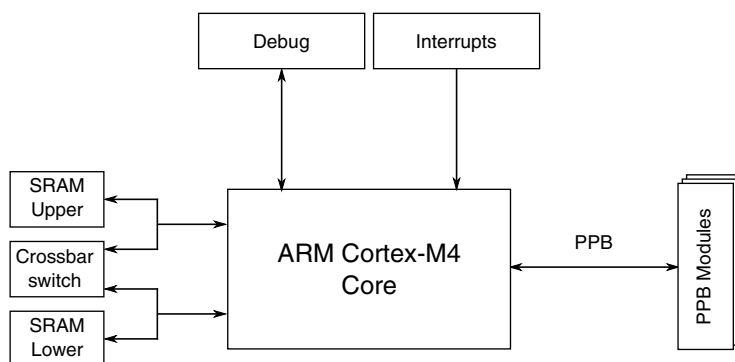 Debug
Interrupts
SRAM
Upper
Crossbar
switch
SRAM
Lower
ARM Cortex-M4
Core
PPB
PPB Modules